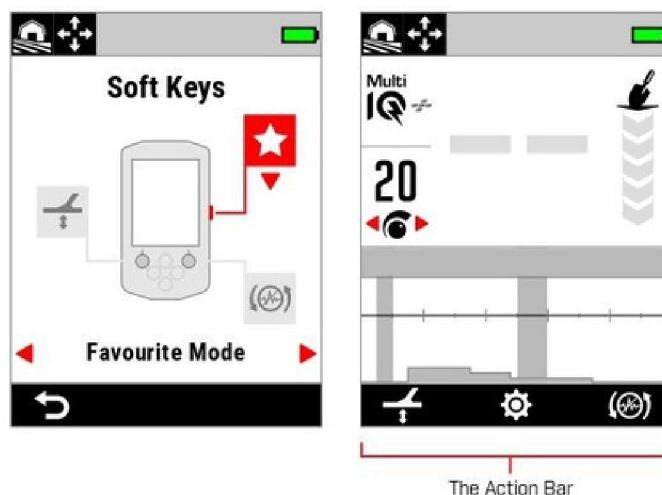 Soft Keys
Favourite Mode
Multi
IQ
20
The Action Bar